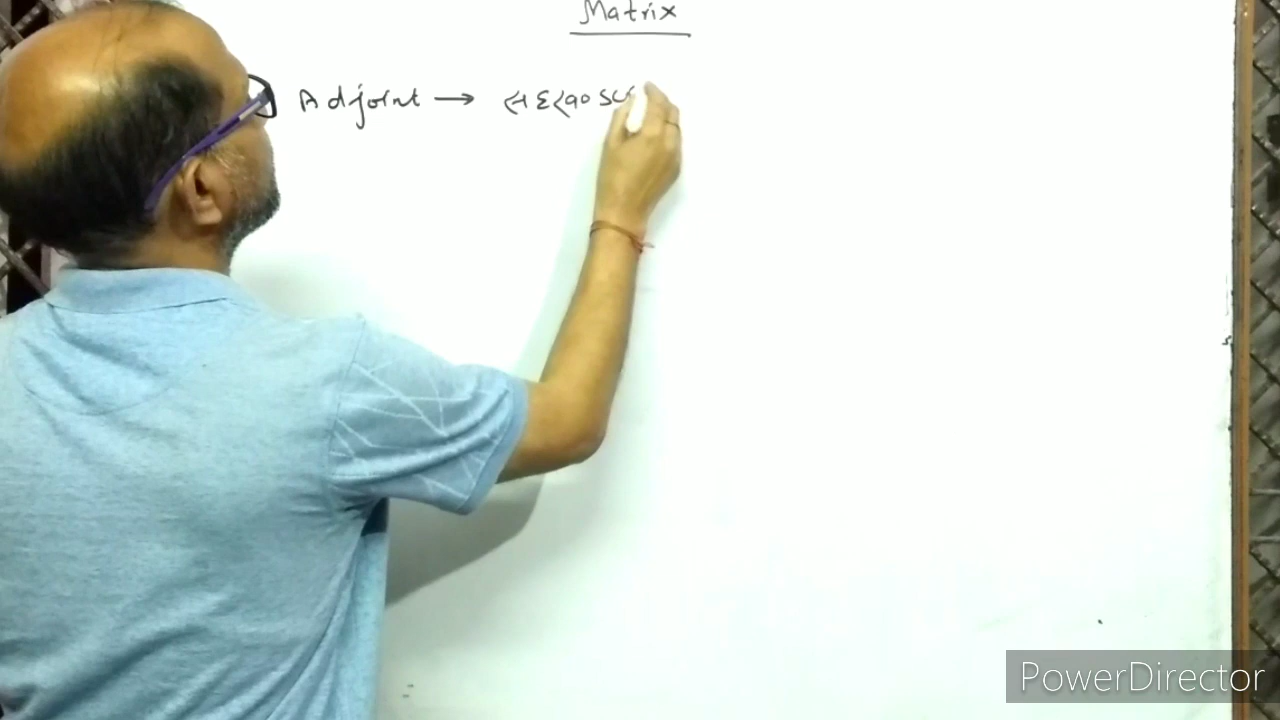 Matrix
Adjoint →
PowerDirector